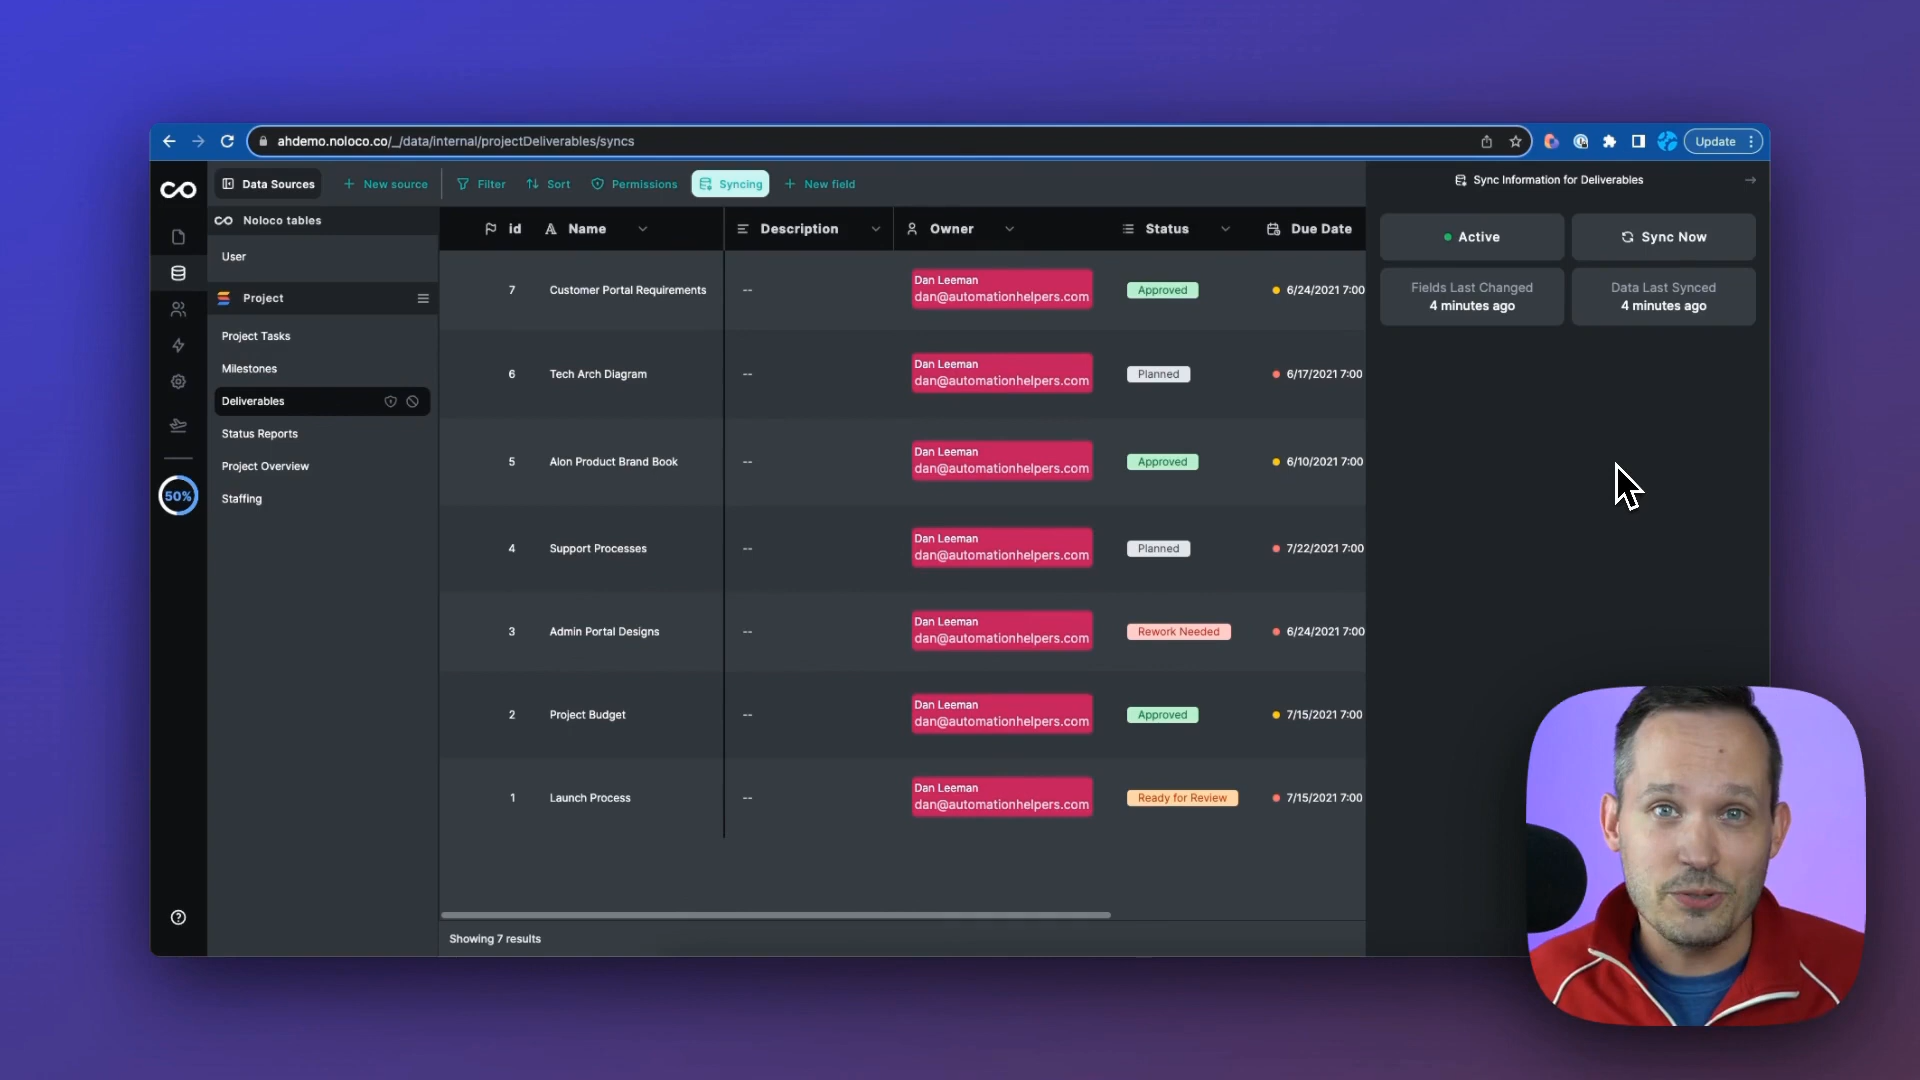 ahdemo.noloco.co/_/data/internal/projectDeliverables/syncs
Update
Data Sources
New source
Filter
Sort
Permissions
Syncing
New field
Sync Information for Deliverables
Noloco tables
User
Project
Project Tasks
Milestones
Deliverables
Status Reports
Project Overview
Staffing
50%
id Name Description Owner Status Due Date
7 Customer Portal Requirements -- Dan Leeman Approved 6/24/2021 7:00
dan@automationhelpers.com
6 Tech Arch Diagram -- Dan Leeman Planned 6/17/2021 7:00
dan@automationhelpers.com
5 Alon Product Brand Book -- Dan Leeman Approved 6/10/2021 7:00
dan@automationhelpers.com
4 Support Processes -- Dan Leeman Planned 7/22/2021 7:00
dan@automationhelpers.com
3 Admin Portal Designs -- Dan Leeman Rework Needed 6/24/2021 7:00
dan@automationhelpers.com
2 Project Budget -- Dan Leeman Approved 7/15/2021 7:00
dan@automationhelpers.com
1 Launch Process -- Dan Leeman Ready for Review 7/15/2021 7:00
dan@automationhelpers.com
Showing 7 results
Active
Sync Now
Fields Last Changed
4 minutes ago
Data Last Synced
4 minutes ago